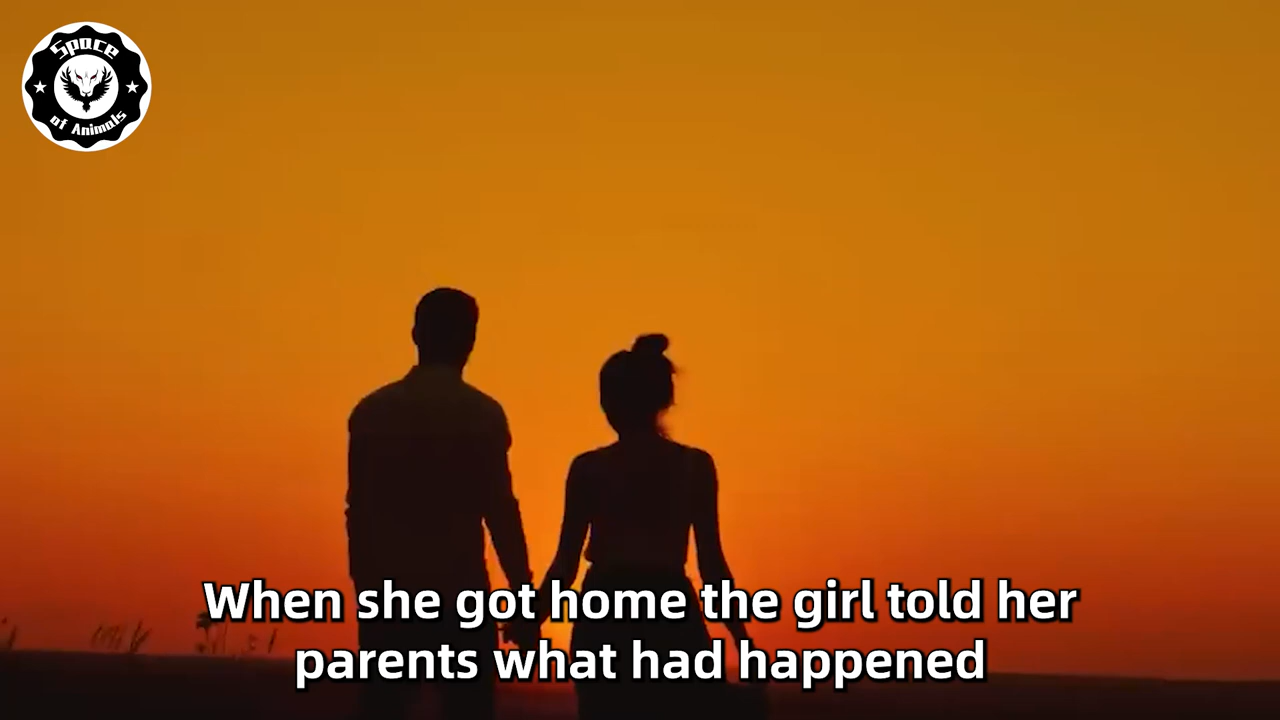 Space
of Animals
When she got home the girl told her
parents what had happened